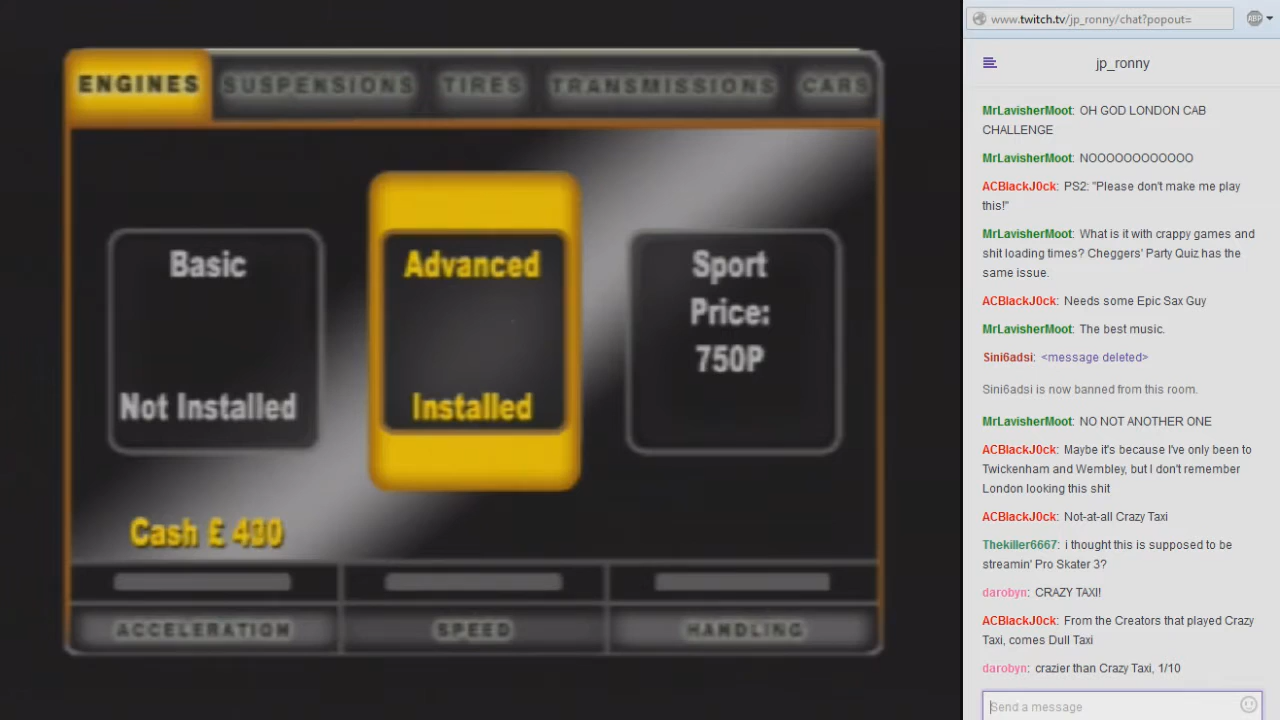 ENGINES SUSPENSIONS TIRES TRANSMISSIONS CARS
Basic
Not Installed
Advanced
Installed
Sport
Price:
750P
Cash £ 430
ACCELERATION SPEED HANDLING
www.twitch.tv/jp_ronny/chat?popout=
ABP
jp_ronny
MrLavisherMoot: OH GOD LONDON CAB
CHALLENGE
MrLavisherMoot: NOOOOOOOOOOOO
ACBlackJ0ck: PS2: "Please don't make me play
this!"
MrLavisherMoot: What is it with crappy games and
shit loading times? Cheggers' Party Quiz has the
same issue.
ACBlackJ0ck: Needs some Epic Sax Guy
MrLavisherMoot: The best music.
Sini6adsi: <message deleted>
Sini6adsi is now banned from this room.
MrLavisherMoot: NO NOT ANOTHER ONE
ACBlackJ0ck: Maybe it's because I've only been to
Twickenham and Wembley, but I don't remember
London looking this shit
ACBlackJ0ck: Not-at-all Crazy Taxi
Thekiller6667: i thought this is supposed to be
streamin' Pro Skater 3?
darobyn: CRAZY TAXI!
ACBlackJ0ck: From the Creators that played Crazy
Taxi, comes Dull Taxi
darobyn: crazier than Crazy Taxi, 1/10
Send a message